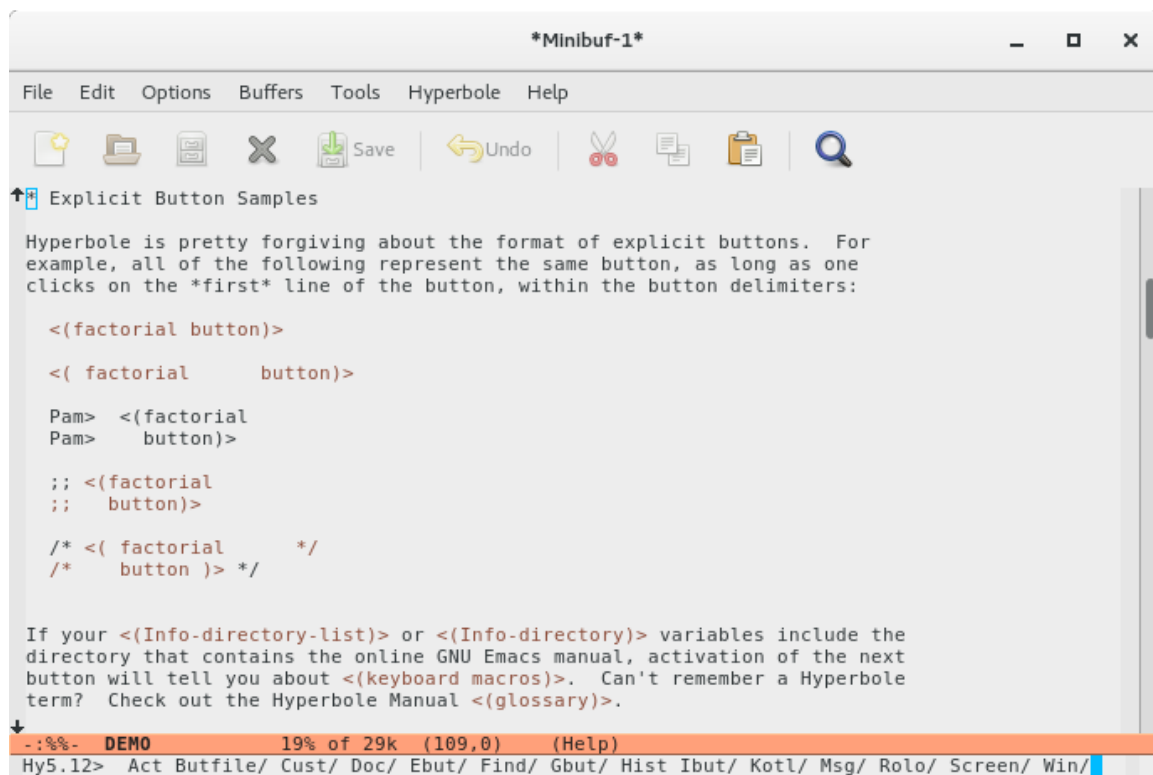 *Minibuf-1*
File Edit Options Buffers Tools Hyperbole Help
Save Undo
* Explicit Button Samples
Hyperbole is pretty forgiving about the format of explicit buttons.  For
example, all of the following represent the same button, as long as one
clicks on the *first* line of the button, within the button delimiters:
<(factorial button)>
<( factorial      button)>
Pam>  <(factorial
Pam>    button)>
;; <(factorial
;;   button)>
/* <( factorial      */
/*    button )> */
If your <(Info-directory-list)> or <(Info-directory)> variables include the
directory that contains the online GNU Emacs manual, activation of the next
button will tell you about <(keyboard macros)>.  Can't remember a Hyperbole
term?  Check out the Hyperbole Manual <(glossary)>.
-:%%-  DEMO           19% of 29k  (109,0)    (Help)
Hy5.12>  Act Butfile/ Cust/ Doc/ Ebut/ Find/ Gbut/ Hist Ibut/ Kotl/ Msg/ Rolo/ Screen/ Win/